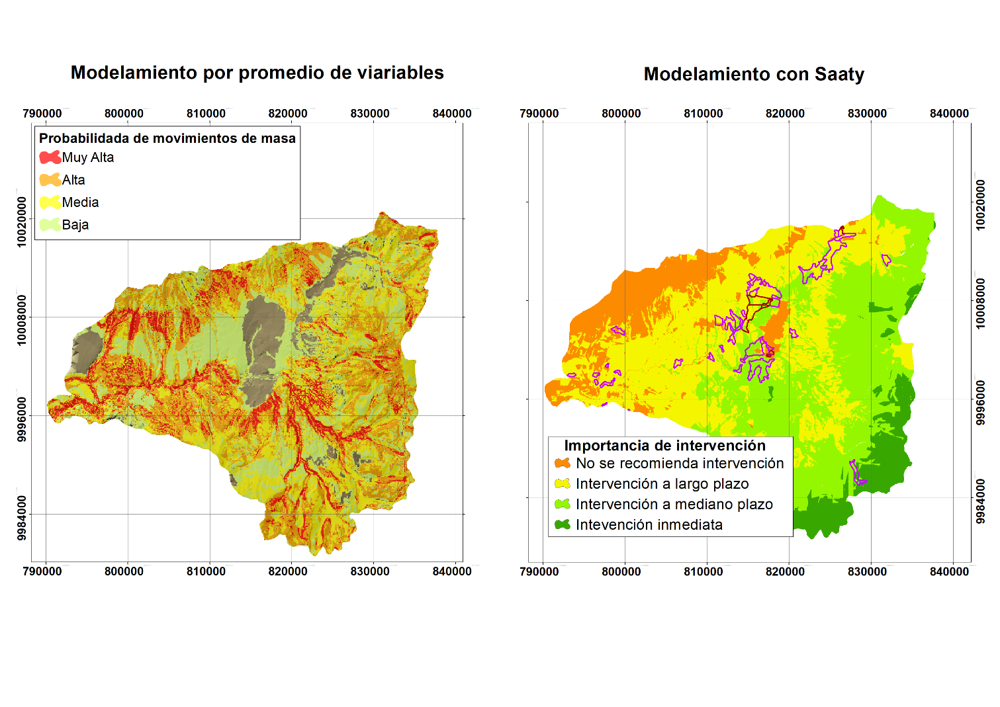 Modelamiento por promedio de viariables
790000 800000 810000 820000 830000 840000
Probabilidada de movimientos de masa
Muy Alta
Alta
Media
Baja
10020000
10008000
9996000
9984000
790000 800000 810000 820000 830000 840000
Modelamiento con Saaty
790000 800000 810000 820000 830000 840000
10020000
10008000
9996000
9984000
Importancia de intervención
No se recomienda intervención
Intervención a largo plazo
Intervención a mediano plazo
Intevención inmediata
790000 800000 810000 820000 830000 840000